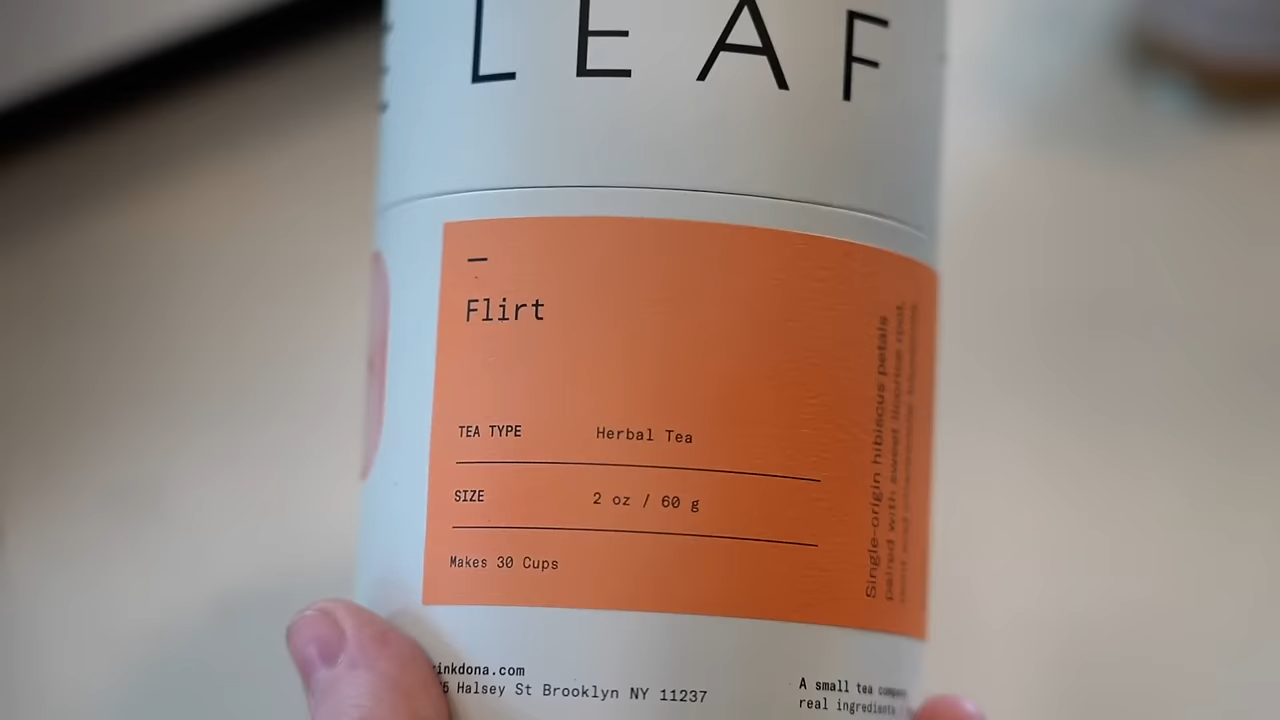 LEAF
—
Flirt
TEA TYPE Herbal Tea
SIZE 2 oz / 60 g
Makes 30 Cups
Single-origin hibiscus petals
paired with sweet licorice root,
inkdona.com
5 Halsey St Brooklyn NY 11237
A small tea
real ingredients